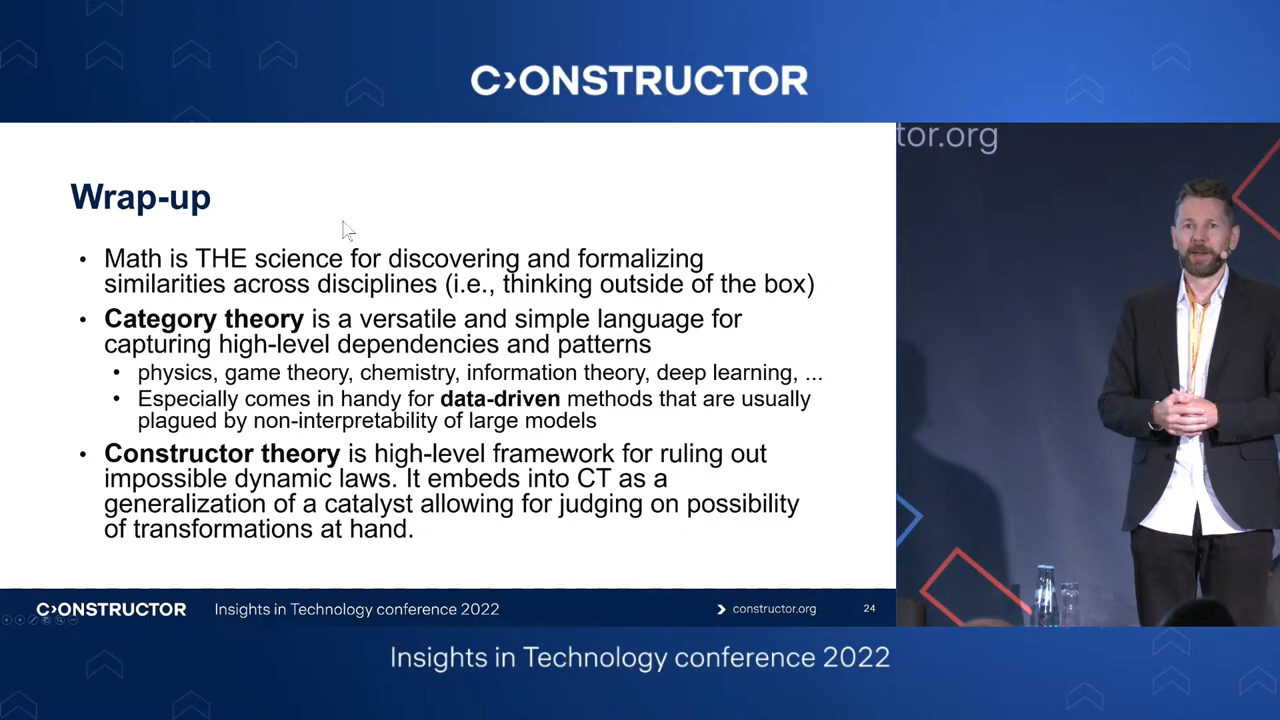 C›ONSTRUCTOR
tor.org
Wrap-up
• Math is THE science for discovering and formalizing
similarities across disciplines (i.e., thinking outside of the box)
• Category theory is a versatile and simple language for
capturing high-level dependencies and patterns
• physics, game theory, chemistry, information theory, deep learning, ...
• Especially comes in handy for data-driven methods that are usually
plagued by non-interpretability of large models
• Constructor theory is high-level framework for ruling out
impossible dynamic laws. It embeds into CT as a
generalization of a catalyst allowing for judging on possibility
of transformations at hand.
C›ONSTRUCTOR Insights in Technology conference 2022 constructor.org 24
Insights in Technology conference 2022